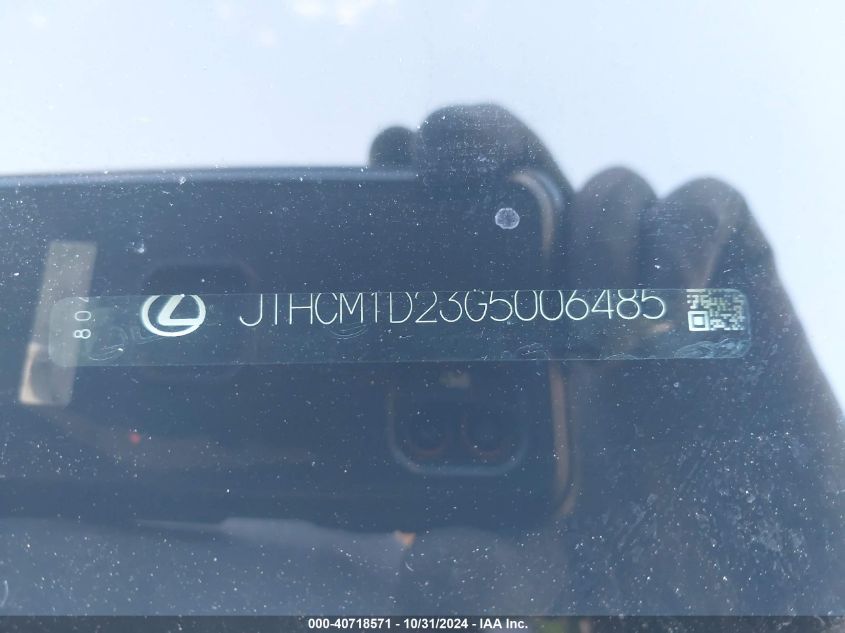 JTHCM1D23G5006485
000-40718571 - 10/31/2024 - IAA Inc.